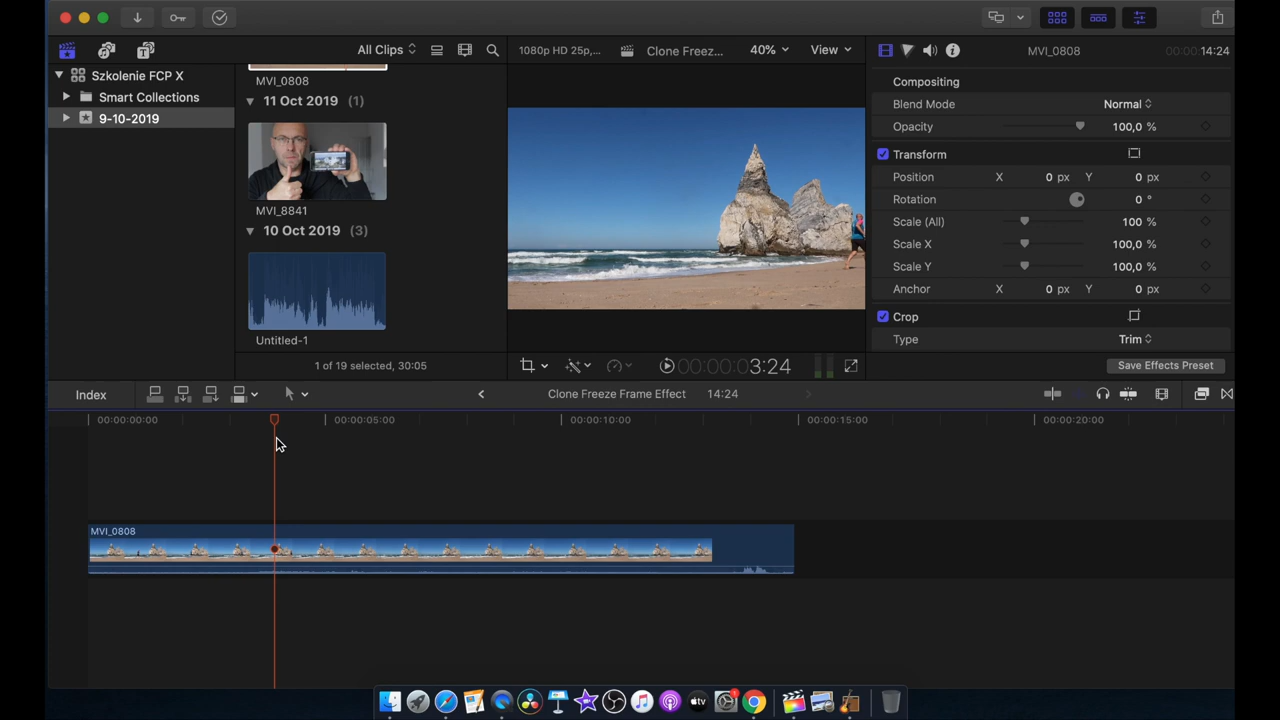 All Clips
1080p HD 25p,...
Clone Freez...
40%
View
MVI_0808
00:00:14:24
Szkolenie FCP X
Smart Collections
9-10-2019
MVI_0808
11 Oct 2019 (1)
MVI_8841
10 Oct 2019 (3)
Untitled-1
1 of 19 selected, 30:05
00:00:00:3:24
Compositing
Blend Mode Normal
Opacity 100,0 %
Transform
Position X 0 px Y 0 px
Rotation 0 °
Scale (All) 100 %
Scale X 100,0 %
Scale Y 100,0 %
Anchor X 0 px Y 0 px
Crop
Type Trim
Save Effects Preset
Index
Clone Freeze Frame Effect 14:24
00:00:00:00
00:00:05:00
00:00:10:00
00:00:15:00
00:00:20:00
MVI_0808
tv
1